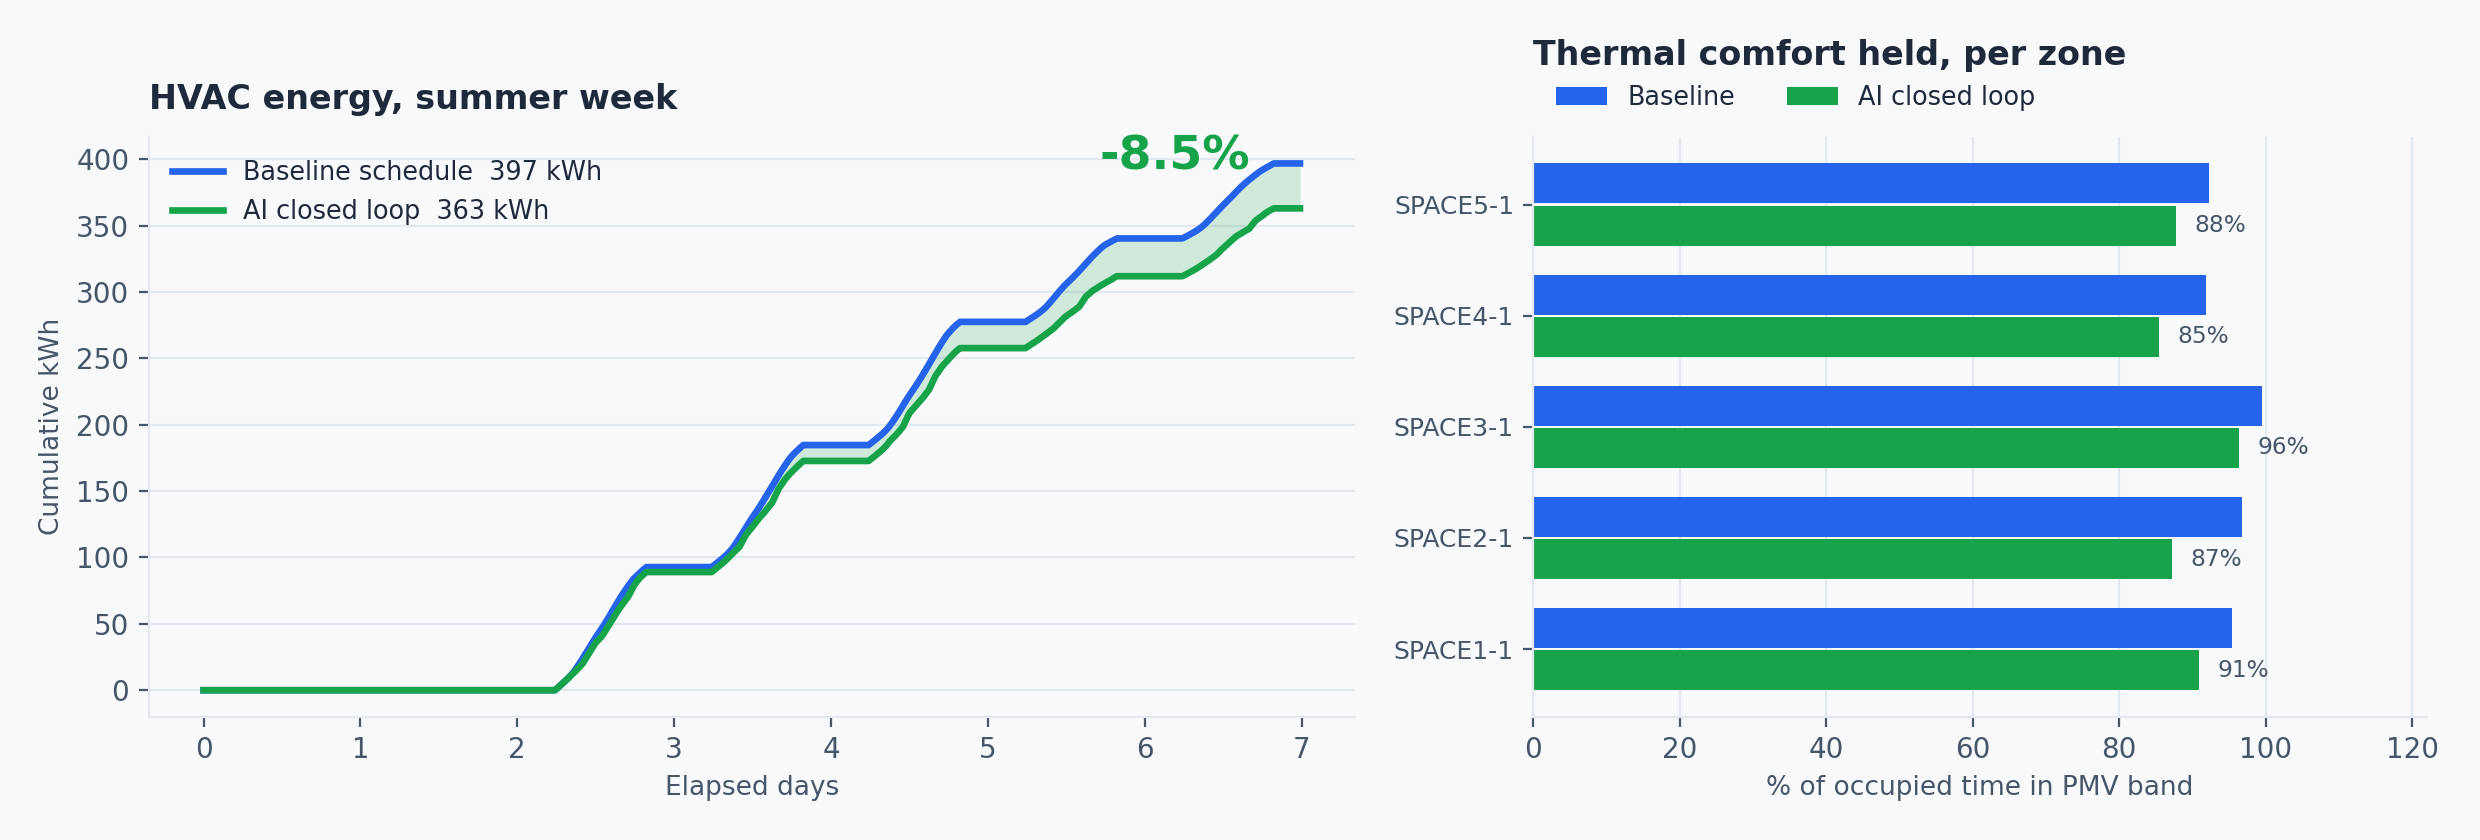 HVAC energy, summer week
-8.5%
Baseline schedule  397 kWh
AI closed loop  363 kWh
400
350
300
250
200
150
100
50
0
Cumulative kWh
0 1 2 3 4 5 6 7
Elapsed days
Thermal comfort held, per zone
Baseline AI closed loop
SPACE5-1 88%
SPACE4-1 85%
SPACE3-1 96%
SPACE2-1 87%
SPACE1-1 91%
0 20 40 60 80 100 120
% of occupied time in PMV band